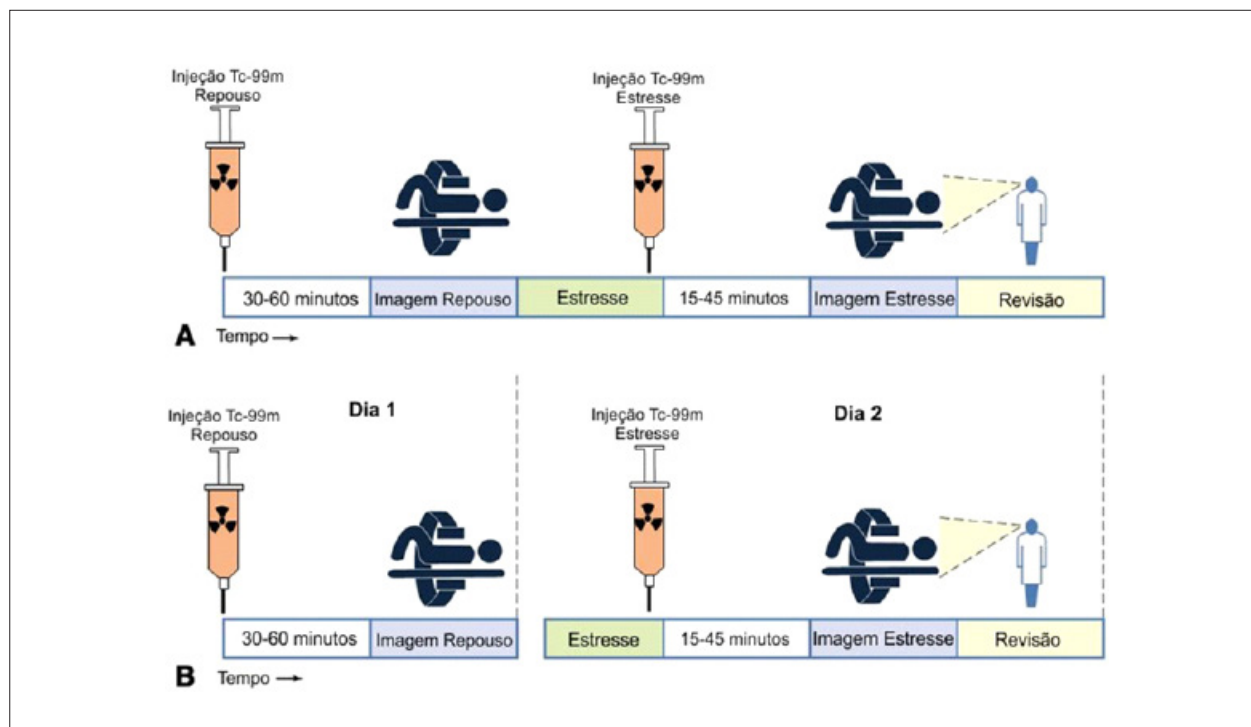 Injeção Tc-99m
Repouso
Injeção Tc-99m
Estresse
30-60 minutos
Imagem Repouso
Estresse
15-45 minutos
Imagem Estresse
Revisão
A
Tempo
Dia 1
Dia 2
Injeção Tc-99m
Repouso
Injeção Tc-99m
Estresse
30-60 minutos
Imagem Repouso
Estresse
15-45 minutos
Imagem Estresse
Revisão
B
Tempo